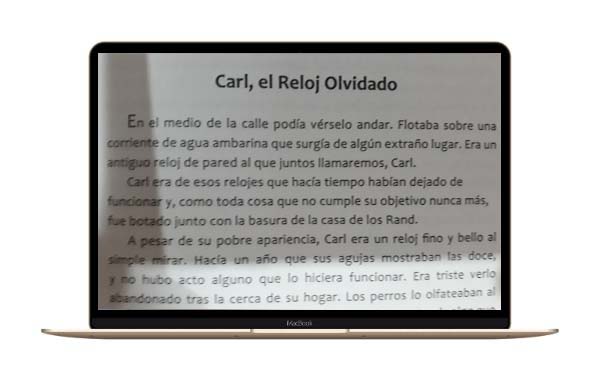 Carl, el Reloj Olvidado
En el medio de la calle podía vérselo andar. Flotaba sobre una
corriente de agua ambarina que surgía de algún extraño lugar. Era un
antiguo reloj de pared al que juntos llamaremos, Carl.
Carl era de esos relojes que hacía tiempo habían dejado de
funcionar y, como toda cosa que no cumple su objetivo nunca más,
fue botado junto con la basura de la casa de los Rand.
A pesar de su pobre apariencia, Carl era un reloj fino y bello al
simple mirar. Hacía un año que sus agujas mostraban las doce,
y no hubo acto alguno que lo hiciera funcionar. Era triste verlo
abandonado tras la cerca de su hogar. Los perros lo olfateaban al
MacBook